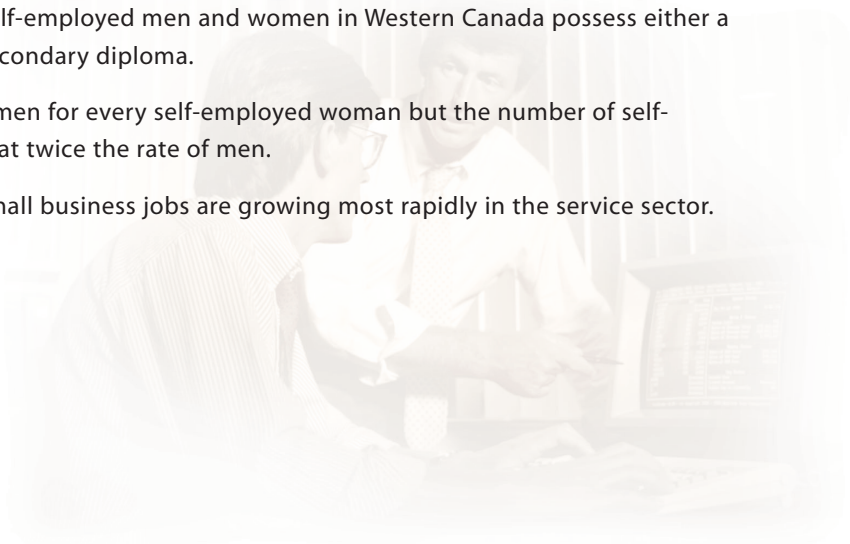 lf-employed men and women in Western Canada possess either a
condary diploma.
men for every self-employed woman but the number of self-
at twice the rate of men.
nall business jobs are growing most rapidly in the service sector.